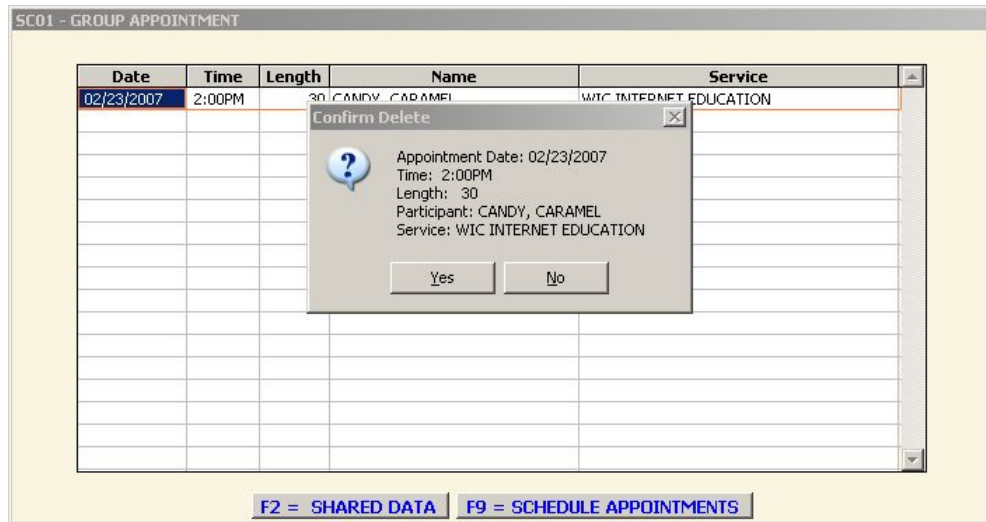 SC01 - GROUP APPOINTMENT
Date Time Length Name Service
02/23/2007 2:00PM 30 CANDY, CARAMEL WIC INTERNET EDUCATION
Confirm Delete
Appointment Date: 02/23/2007
Time: 2:00PM
Length: 30
Participant: CANDY, CARAMEL
Service: WIC INTERNET EDUCATION
Yes No
F2 = SHARED DATA F9 = SCHEDULE APPOINTMENTS